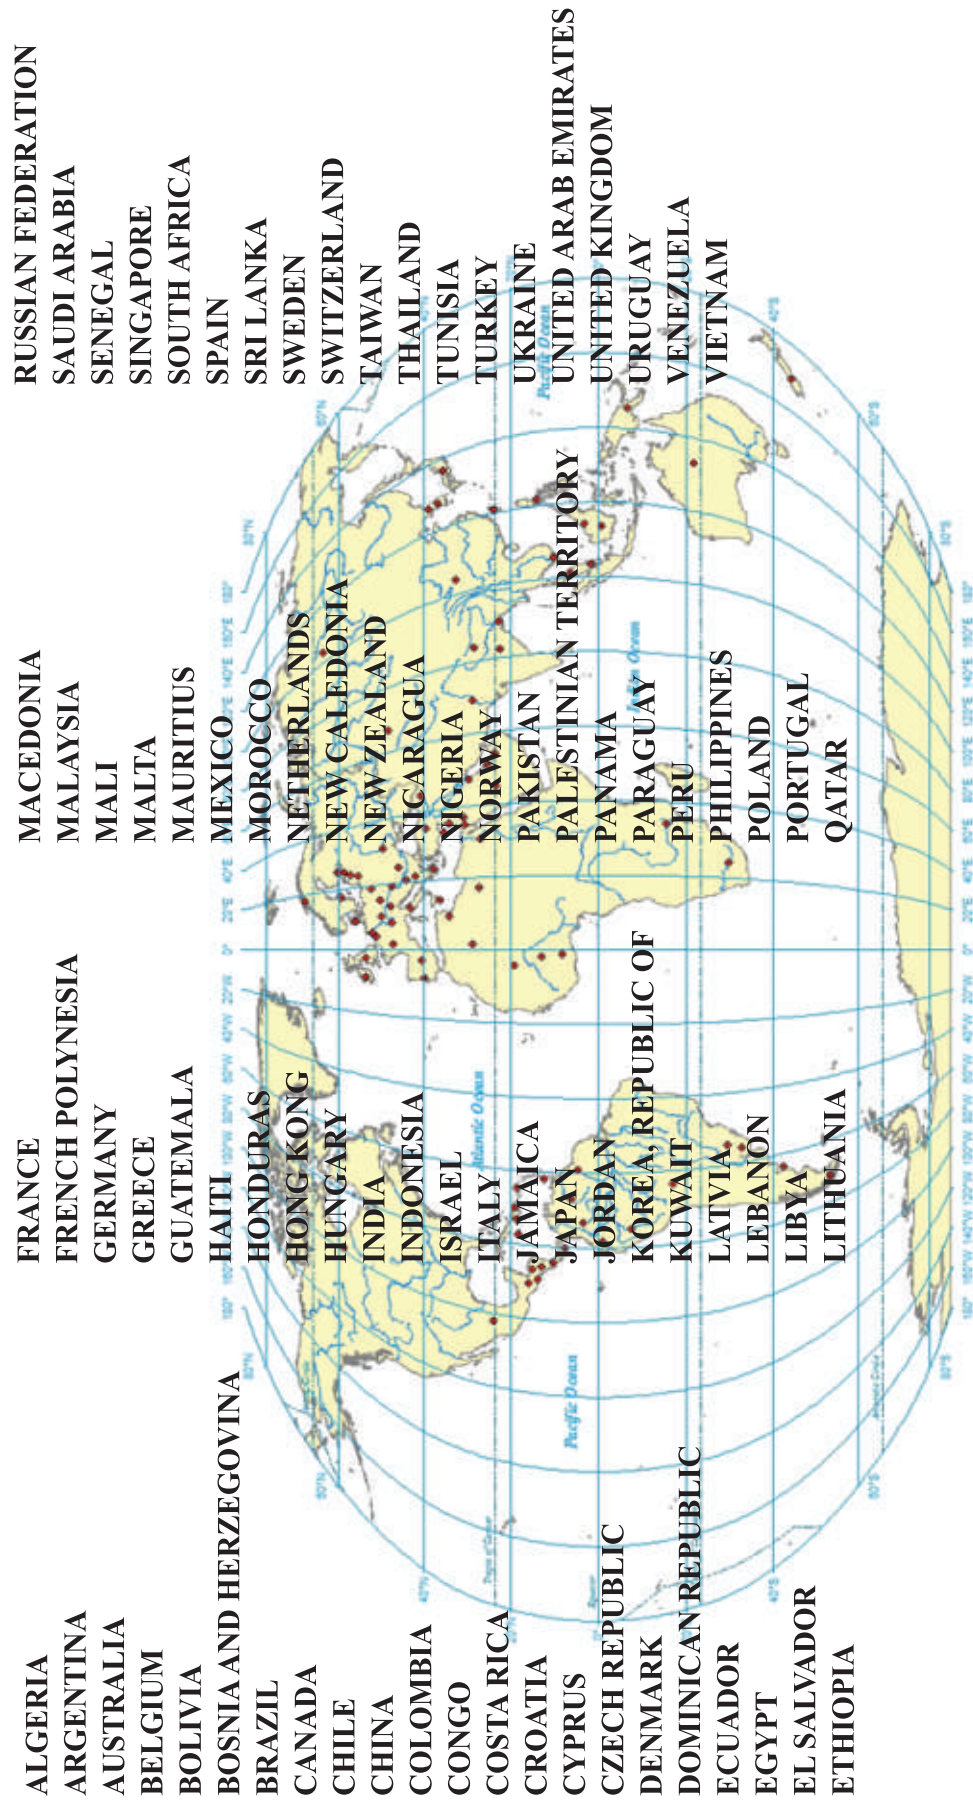 ALGERIA
ARGENTINA
AUSTRALIA
BELGIUM
BOLIVIA
BOSNIA AND HERZEGOVINA
BRAZIL
CANADA
CHILE
CHINA
COLOMBIA
CONGO
COSTA RICA
CROATIA
CYPRUS
CZECH REPUBLIC
DENMARK
DOMINICAN REPUBLIC
ECUADOR
EGYPT
EL SALVADOR
ETHIOPIA
FRANCE
FRENCH POLYNESIA
GERMANY
GREECE
GUATEMALA
HAITI
HONDURAS
HONG KONG
HUNGARY
INDIA
INDONESIA
ISRAEL
ITALY
JAMAICA
JAPAN
JORDAN
KOREA, REPUBLIC OF
KUWAIT
LATVIA
LEBANON
LIBYA
LITHUANIA
MACEDONIA
MALAYSIA
MALI
MALTA
MAURITIUS
MEXICO
MOROCCO
NETHERLANDS
NEW CALEDONIA
NEW ZEALAND
NICARAGUA
NIGERIA
NORWAY
PAKISTAN
PALESTINIAN TERRITORY
PANAMA
PARAGUAY
PERU
PHILIPPINES
POLAND
PORTUGAL
QATAR
RUSSIAN FEDERATION
SAUDI ARABIA
SENEGAL
SINGAPORE
SOUTH AFRICA
SPAIN
SRI LANKA
SWEDEN
SWITZERLAND
TAIWAN
THAILAND
TUNISIA
TURKEY
UKRAINE
UNITED ARAB EMIRATES
UNITED KINGDOM
URUGUAY
VENEZUELA
VIETNAM
Pacific Ocean
Atlantic Ocean
Ocean
Pacific Ocean